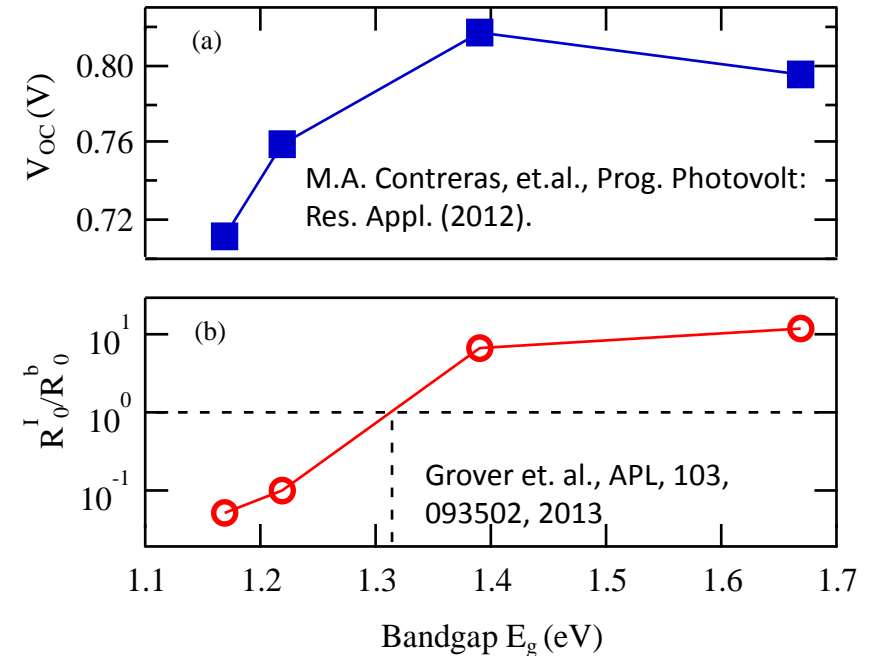 (a)
0.80
0.76
0.72
V_OC (V)
M.A. Contreras, et.al., Prog. Photovolt:
Res. Appl. (2012).
(b)
10^1
10^0
10^-1
R^I_0/R^b_0
Grover et. al., APL, 103,
093502, 2013
1.1 1.2 1.3 1.4 1.5 1.6 1.7
Bandgap E_g (eV)